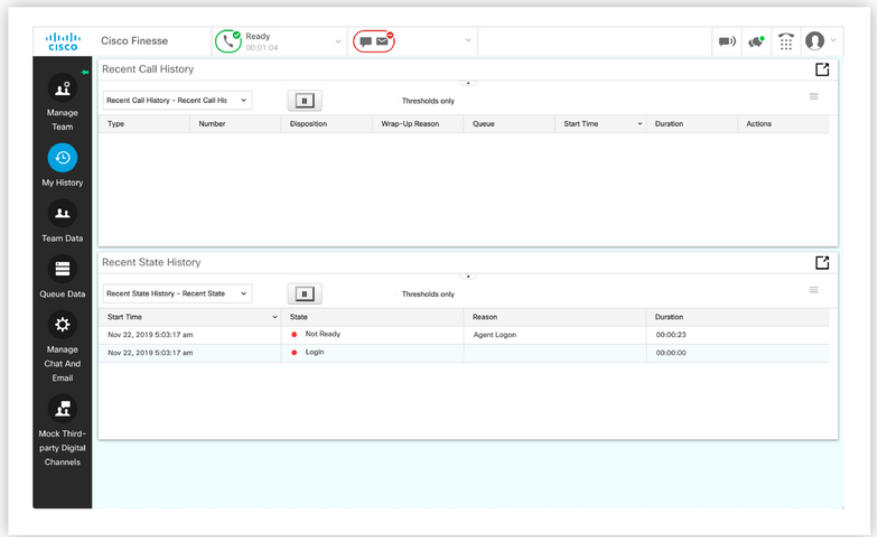 CISCO
Cisco Finesse
Ready
00:01:04
Manage
Team
My History
Team Data
Queue Data
Manage
Chat And
Email
Mock Third-
party Digital
Channels
Recent Call History
Recent Call History - Recent Call His
Thresholds only
Type Number Disposition Wrap-Up Reason Queue Start Time Duration Actions
Recent State History
Recent State History - Recent State
Thresholds only
Start Time State Reason Duration
Nov 22, 2019 5:03:17 am Not Ready Agent Logon 00:00:23
Nov 22, 2019 5:03:17 am Login 00:00:00